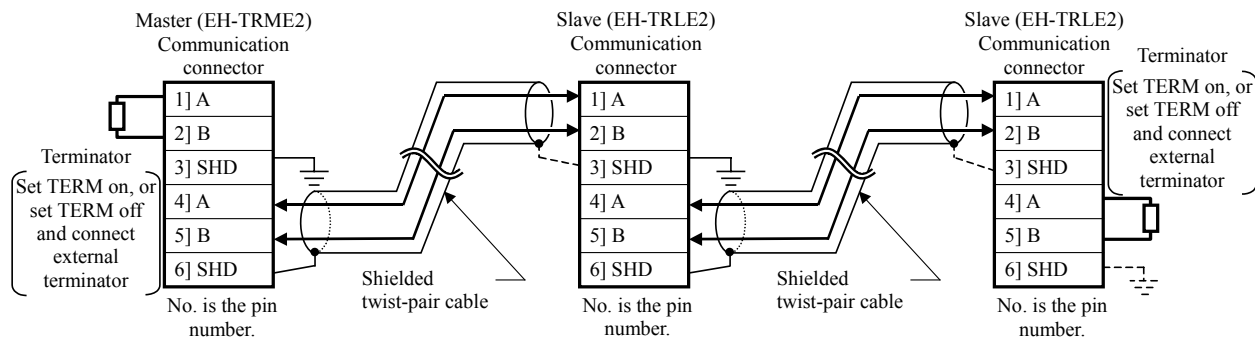 Master (EH-TRME2)
Communication
connector
1] A
2] B
3] SHD
4] A
5] B
6] SHD
No. is the pin
number.
Terminator
Set TERM on, or
set TERM off
and connect
external
terminator
Shielded
twist-pair cable
Slave (EH-TRLE2)
Communication
connector
1] A
2] B
3] SHD
4] A
5] B
6] SHD
No. is the pin
number.
Shielded
twist-pair cable
Slave (EH-TRLE2)
Communication
connector
1] A
2] B
3] SHD
4] A
5] B
6] SHD
No. is the pin
number.
Terminator
Set TERM on, or
set TERM off
and connect
external
terminator